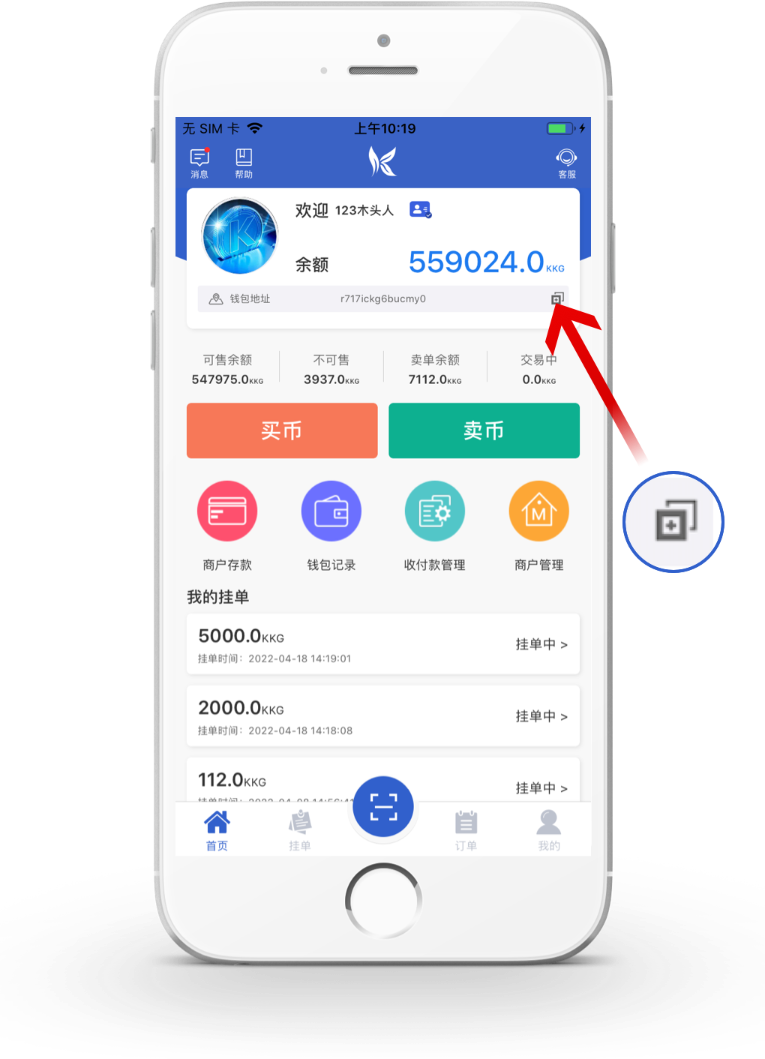 无 SIM 卡 上午10:19
消息 帮助 客服
欢迎 123木头人
余额 559024.0KKG
钱包地址 r717ickg6bucmy0
可售余额 不可售 卖单余额 交易中
547975.0KKG 3937.0KKG 7112.0KKG 0.0KKG
买币 卖币
商户存款 钱包记录 收付款管理 商户管理
我的挂单
5000.0KKG
挂单中 >
挂单时间：2022-04-18 14:19:01
2000.0KKG
挂单中 >
挂单时间：2022-04-18 14:18:08
112.0KKG
挂单中 >
首页 挂单 订单 我的